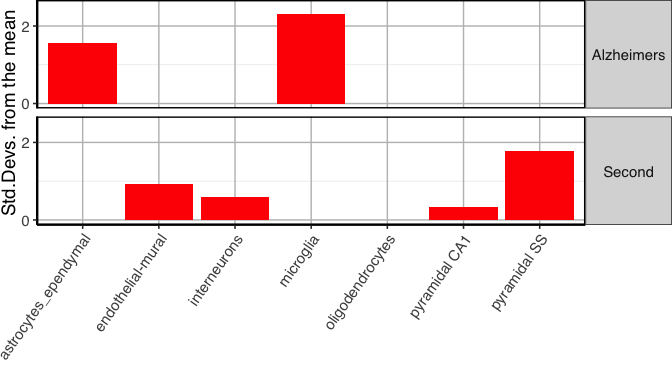 Std.Devs. from the mean
2
0
Alzheimers
2
0
Second
astrocytes_ependymal
endothelial-mural
interneurons
microglia
oligodendrocytes
pyramidal CA1
pyramidal SS